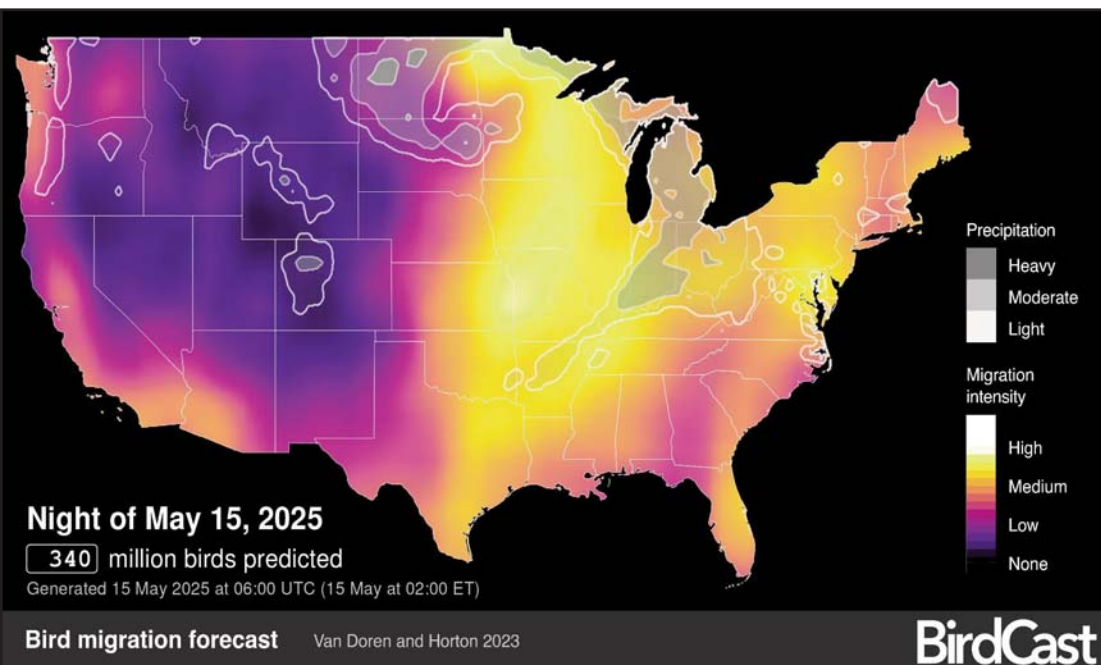 Precipitation
Heavy
Moderate
Light
Migration
intensity
High
Medium
Low
None
Night of May 15, 2025
340 million birds predicted
Generated 15 May 2025 at 06:00 UTC (15 May at 02:00 ET)
Bird migration forecast Van Doren and Horton 2023
BirdCast